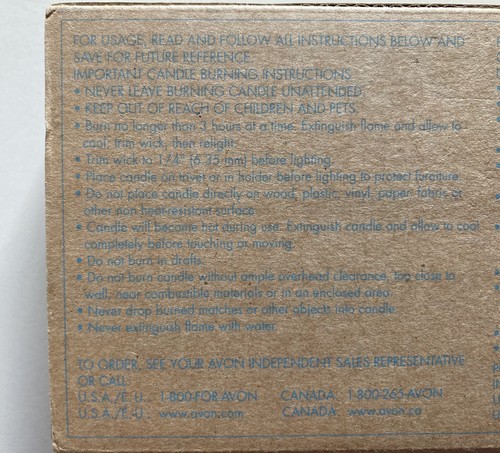 FOR USAGE, READ AND FOLLOW ALL INSTRUCTIONS BELOW AND
SAVE FOR FUTURE REFERENCE.
IMPORTANT CANDLE BURNING INSTRUCTIONS
• NEVER LEAVE BURNING CANDLE UNATTENDED.
• KEEP OUT OF REACH OF CHILDREN AND PETS.
• Burn no longer than 3 hours at a time. Extinguish flame and allow to
cool, trim wick, then relight.
• Trim wick to 1/4" (6.35 mm) before lighting.
• Place candle on travet or in holder before lighting to protect furniture.
• Do not place candle directly on wood, plastic, vinyl, paper, fabric or
other non heat-resistant surface.
• Candle will become hot during use. Extinguish candle and allow to cool
completely before touching or moving.
• Do not burn in drafts.
• Do not burn candle without ample overhead clearance, too close to
wall, near combustible materials or in an enclosed area.
• Never drop burned matches or other objects into candle.
• Never extinguish flame with water.
TO ORDER, SEE YOUR AVON INDEPENDENT SALES REPRESENTATIVE
OR CALL:
U.S.A./E.-U.: 1-800-FOR-AVON CANADA: 1-800-265-AVON
U.S.A./E.-U.: www.avon.com CANADA: www.avon.ca